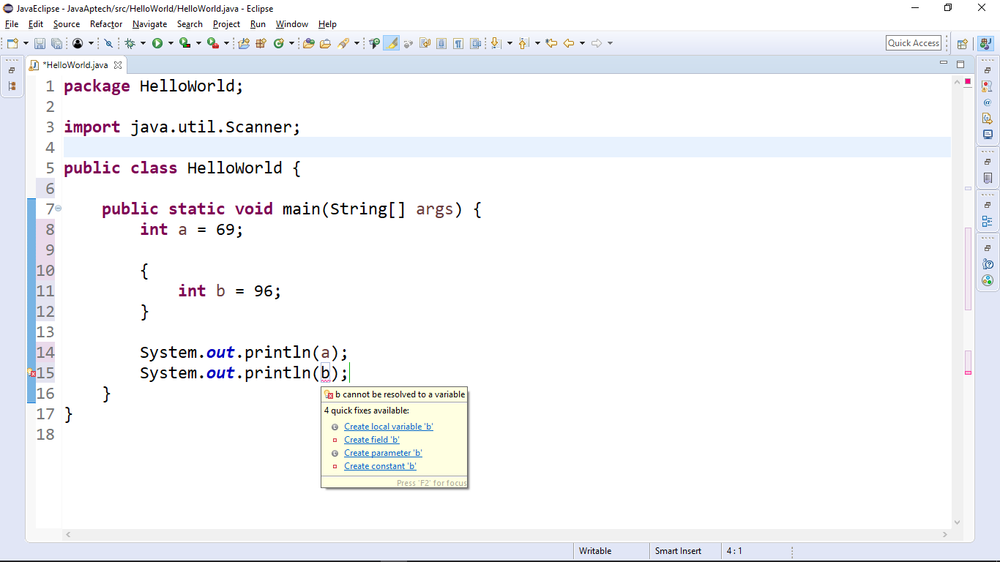 JavaEclipse - JavaAptech/src/HelloWorld/HelloWorld.java - Eclipse
File Edit Source Refactor Navigate Search Project Run Window Help
Quick Access
*HelloWorld.java
1 package HelloWorld;
2
3 import java.util.Scanner;
4
5 public class HelloWorld {
6
7 public static void main(String[] args) {
8 int a = 69;
9
10 {
11 int b = 96;
12 }
13
14 System.out.println(a);
15 System.out.println(b);
16 }
17 }
18
b cannot be resolved to a variable
4 quick fixes available:
Create local variable 'b'
Create field 'b'
Create parameter 'b'
Create constant 'b'
Press 'F2' for focus
Writable Smart Insert 4 : 1